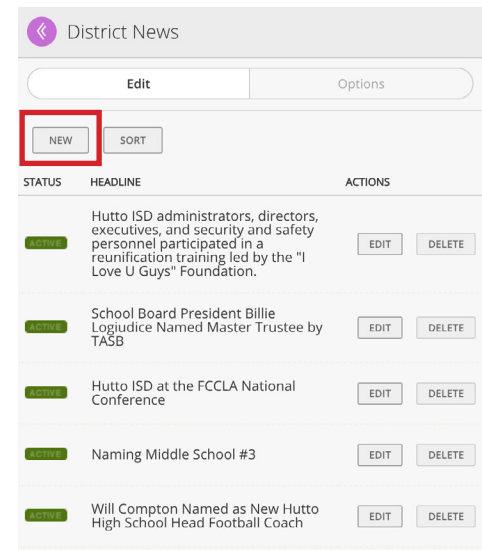 District News
Edit Options
NEW SORT
STATUS HEADLINE ACTIONS
Hutto ISD administrators, directors,
executives, and security and safety
ACTIVE personnel participated in a EDIT DELETE
reunification training led by the "I
Love U Guys" Foundation.
School Board President Billie
ACTIVE Logiudice Named Master Trustee by EDIT DELETE
TASB
Hutto ISD at the FCCLA National
ACTIVE EDIT DELETE
Conference
ACTIVE Naming Middle School #3 EDIT DELETE
Will Compton Named as New Hutto
ACTIVE EDIT DELETE
High School Head Football Coach